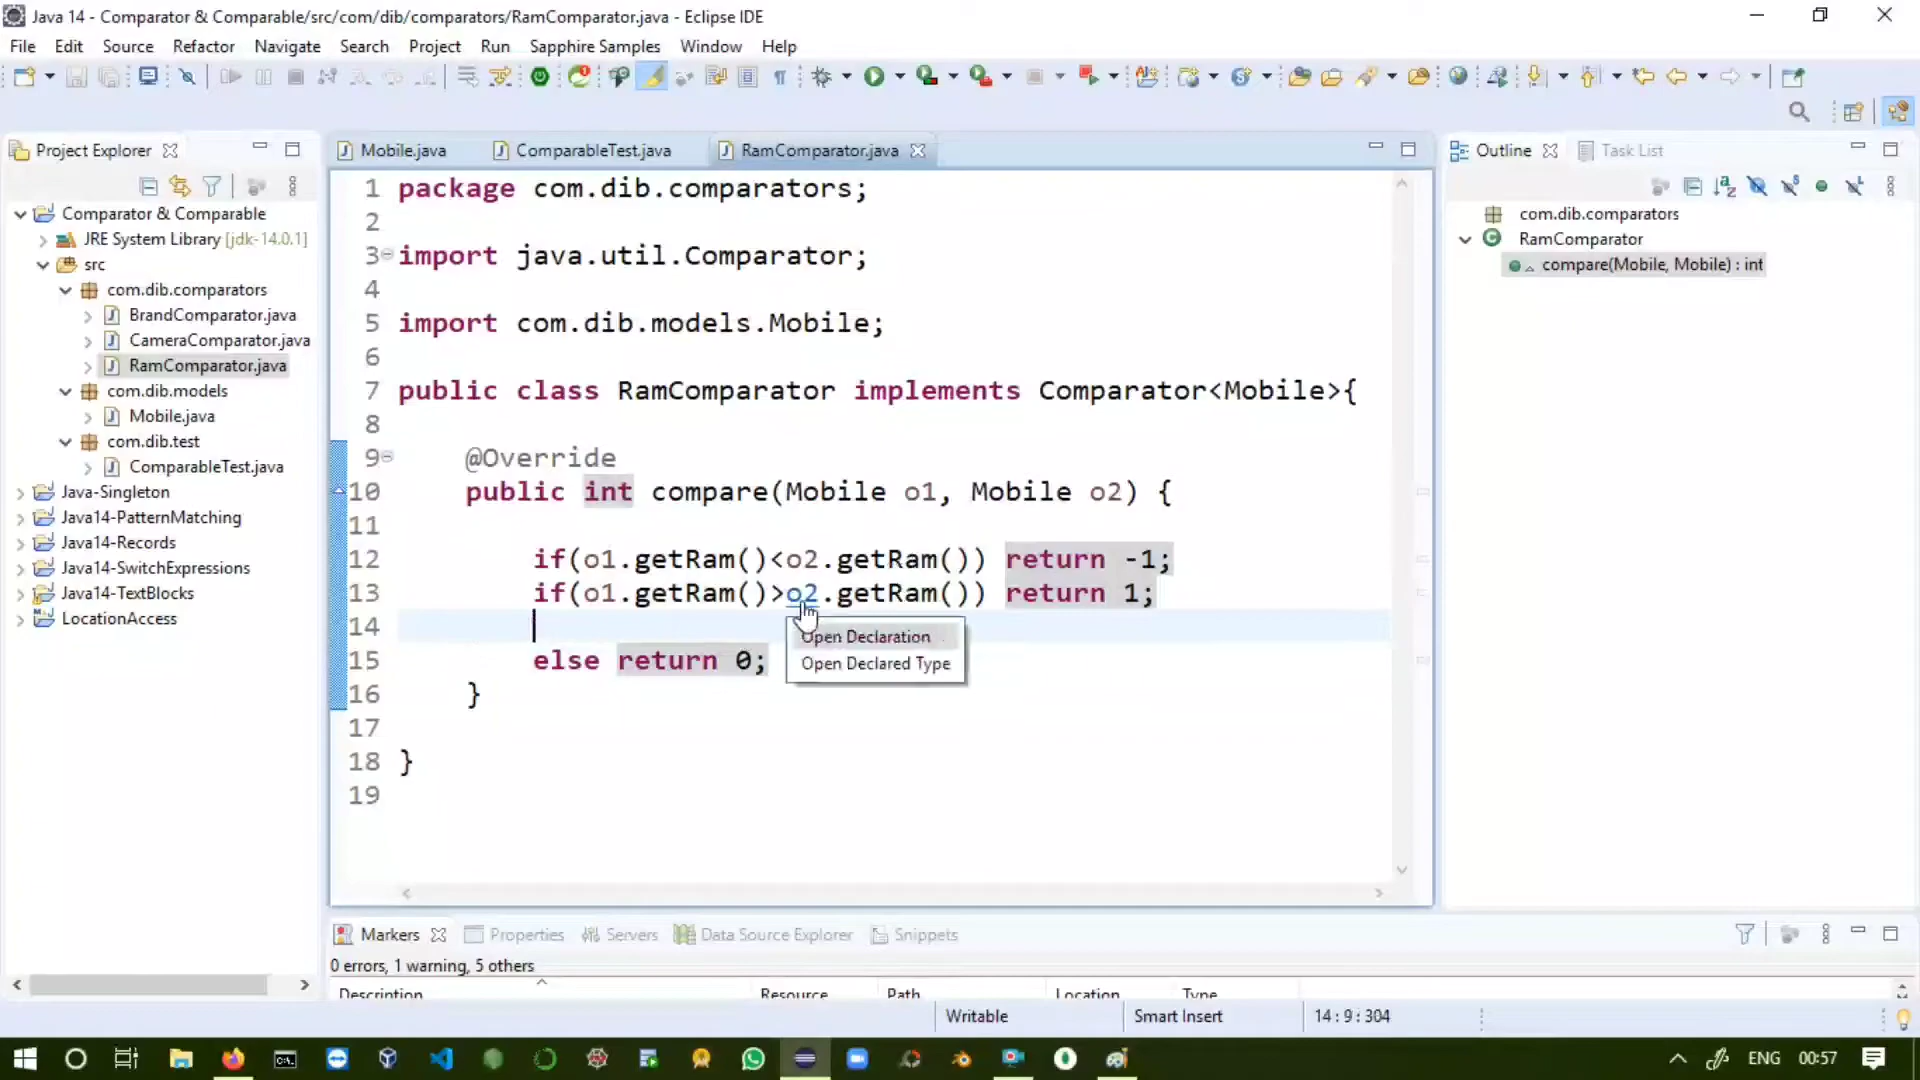 Java 14 - Comparator & Comparable/src/com/dib/comparators/RamComparator.java - Eclipse IDE
File Edit Source Refactor Navigate Search Project Run Sapphire Samples Window Help
Project Explorer
Comparator & Comparable
JRE System Library [jdk-14.0.1]
src
com.dib.comparators
BrandComparator.java
CameraComparator.java
RamComparator.java
com.dib.models
Mobile.java
com.dib.test
ComparableTest.java
Java-Singleton
Java14-PatternMatching
Java14-Records
Java14-SwitchExpressions
Java14-TextBlocks
LocationAccess
Mobile.java ComparableTest.java RamComparator.java
1 package com.dib.comparators;
2
3 import java.util.Comparator;
4
5 import com.dib.models.Mobile;
6
7 public class RamComparator implements Comparator<Mobile>{
8
9 @Override
10 public int compare(Mobile o1, Mobile o2) {
11
12 if(o1.getRam()<o2.getRam()) return -1;
13 if(o1.getRam()>o2.getRam()) return 1;
14
15 else return 0;
16 }
17
18 }
19
Open Declaration
Open Declared Type
Outline Task List
com.dib.comparators
RamComparator
compare(Mobile, Mobile) : int
Markers Properties Servers Data Source Explorer Snippets
0 errors, 1 warning, 5 others
Description Resource Path Location Type
Writable Smart Insert 14 : 9 : 304
ENG 00:57